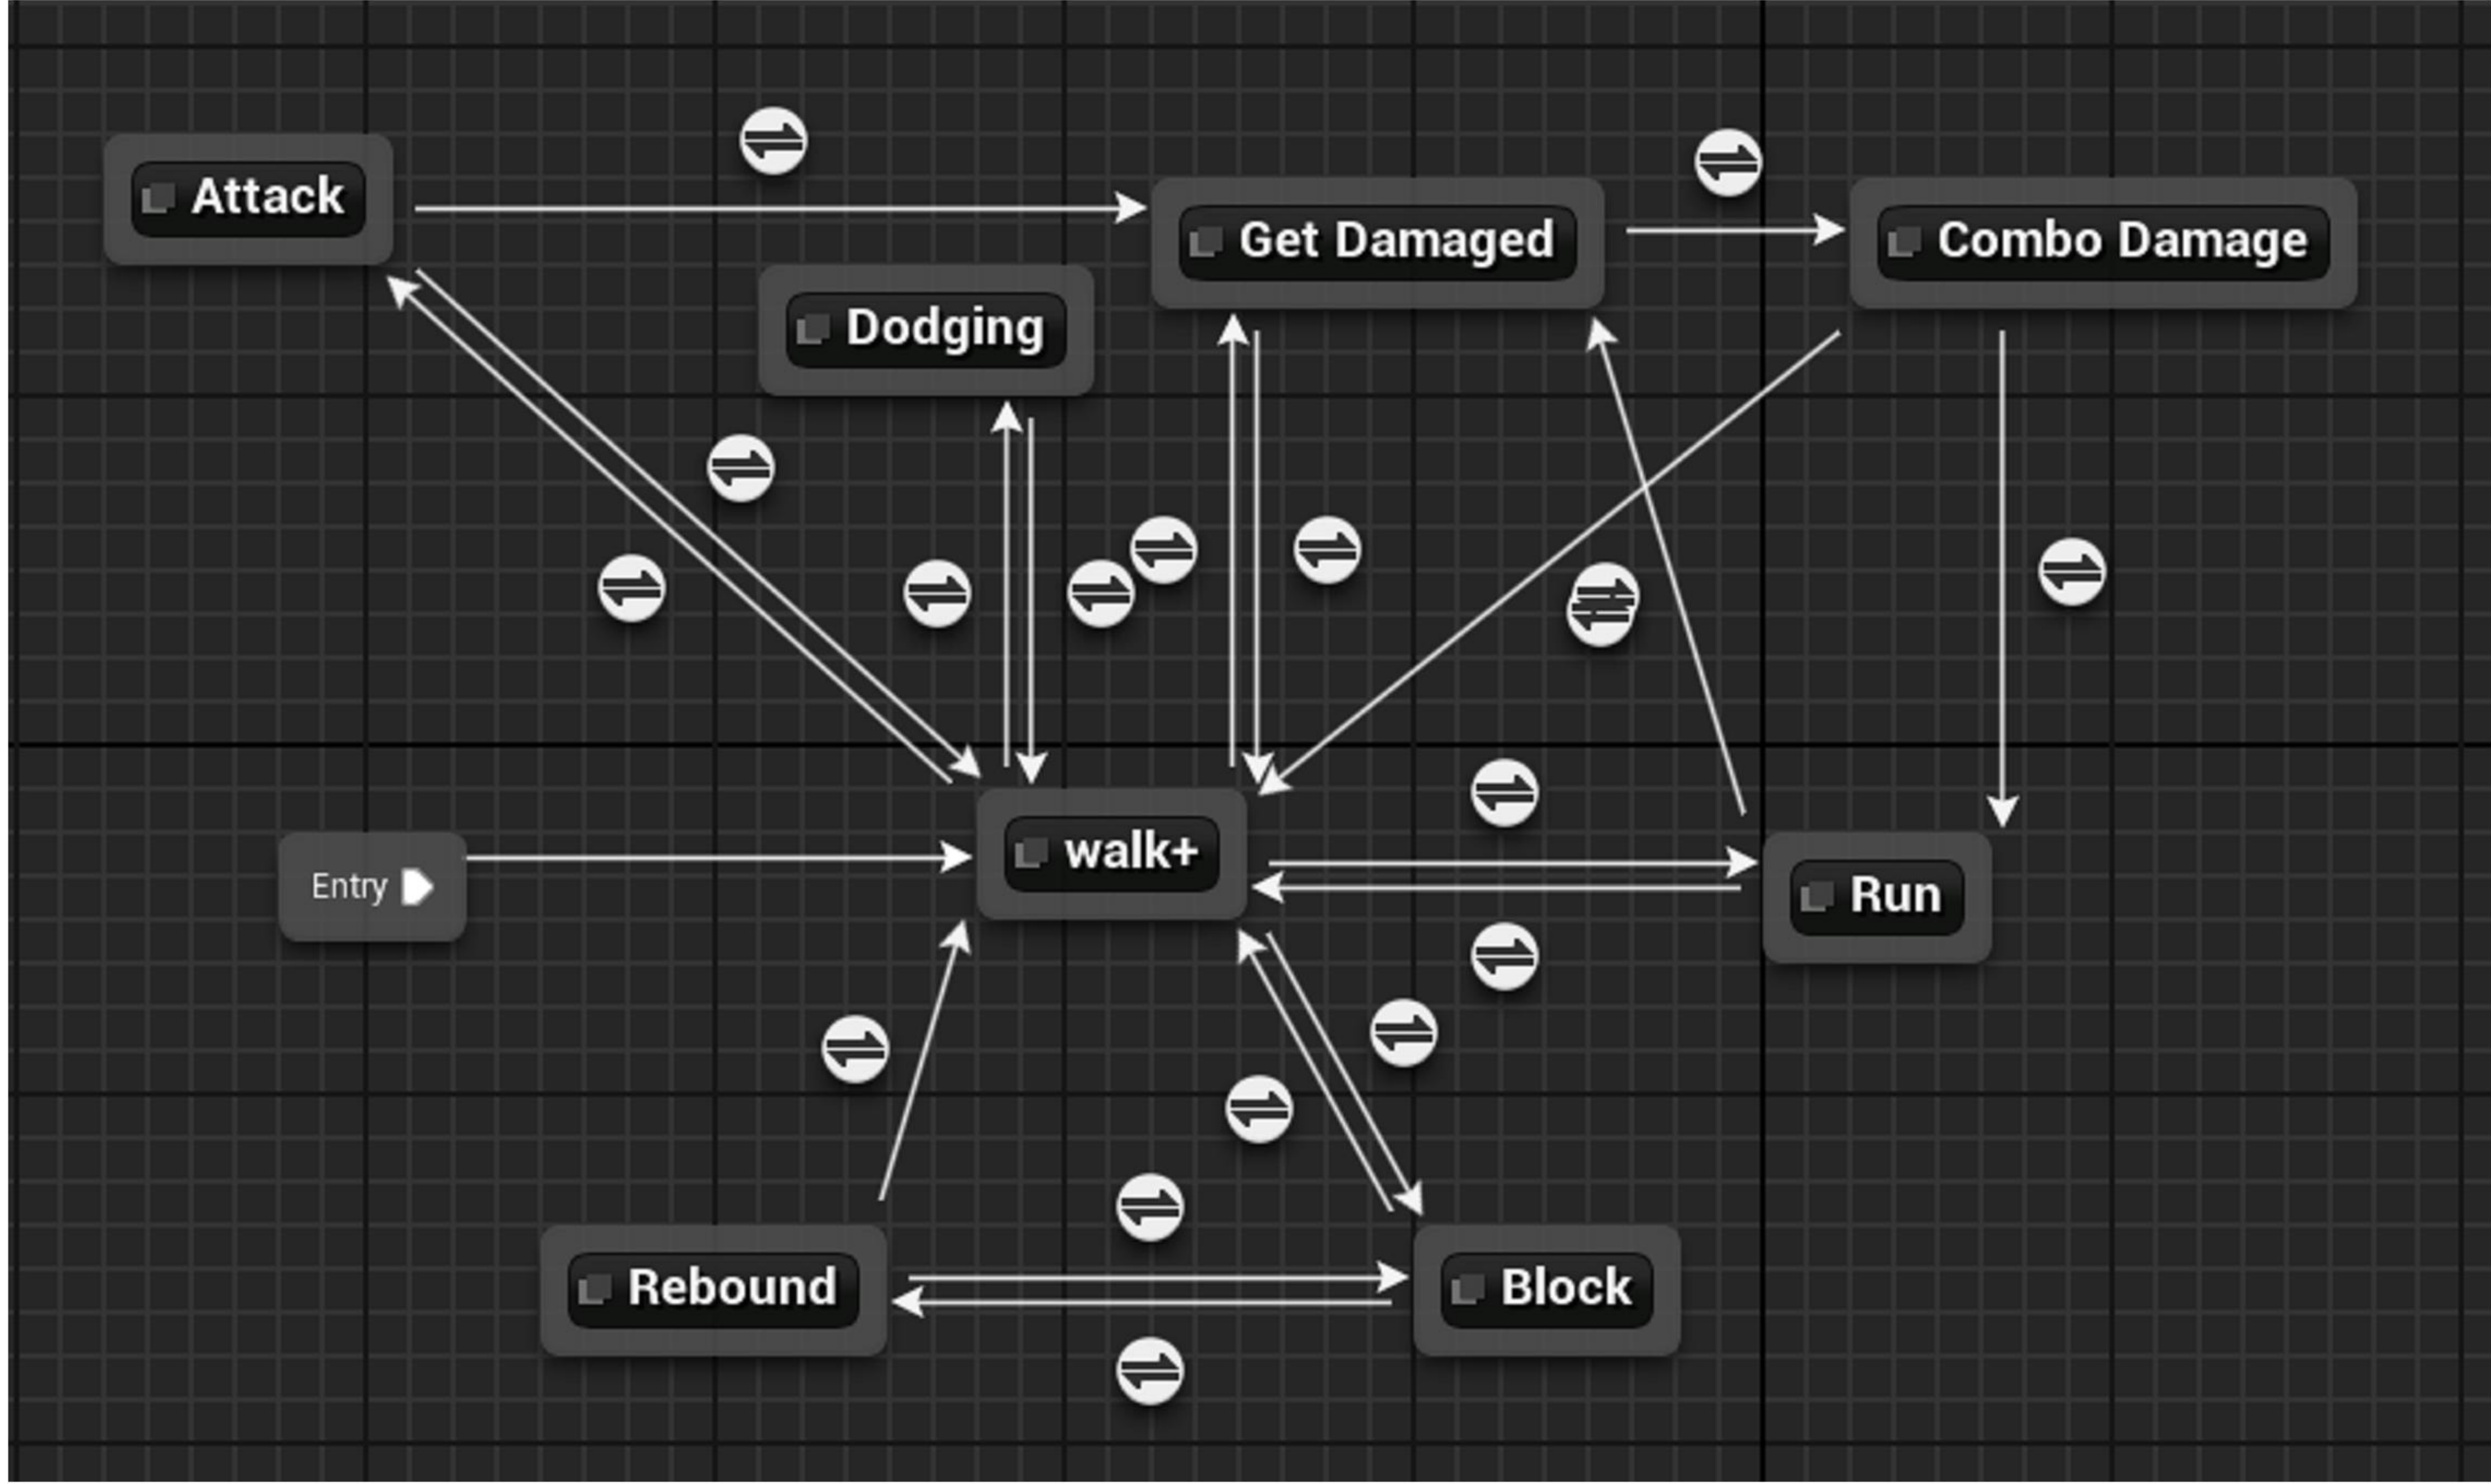 Attack
Get Damaged
Combo Damage
Dodging
walk+
Entry
Run
Rebound
Block